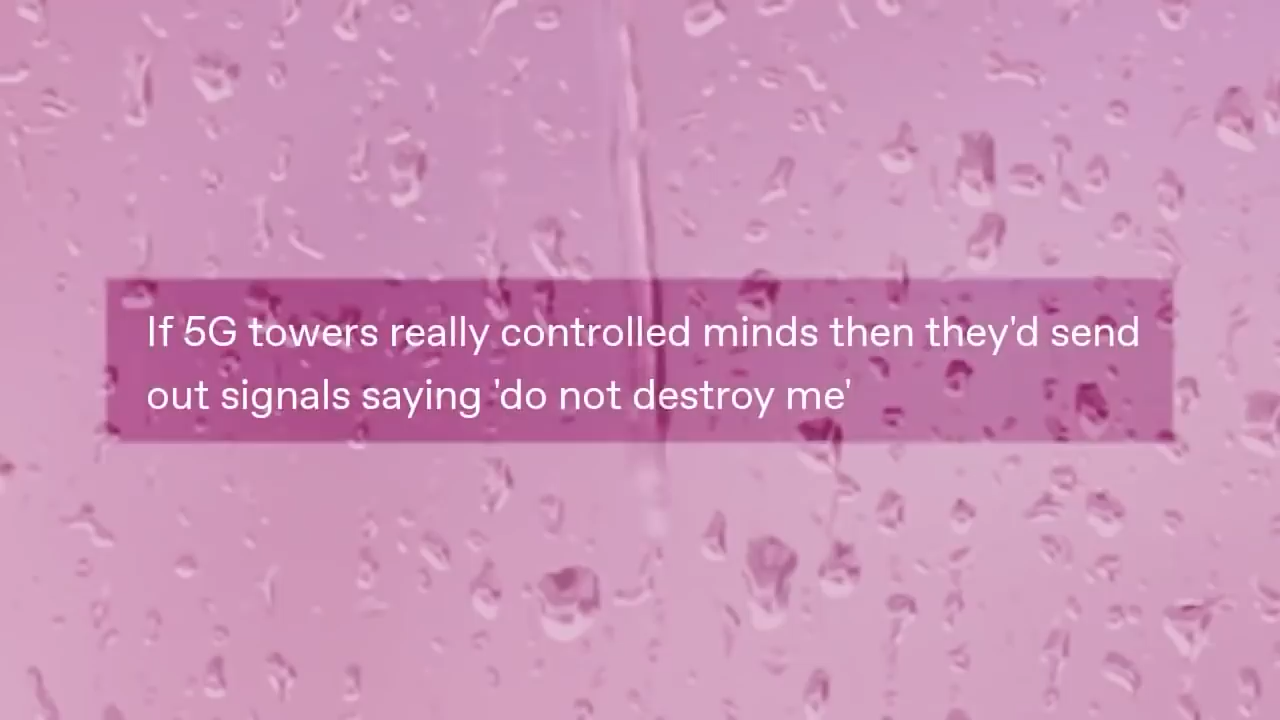 If 5G towers really controlled minds then they'd send
out signals saying 'do not destroy me'